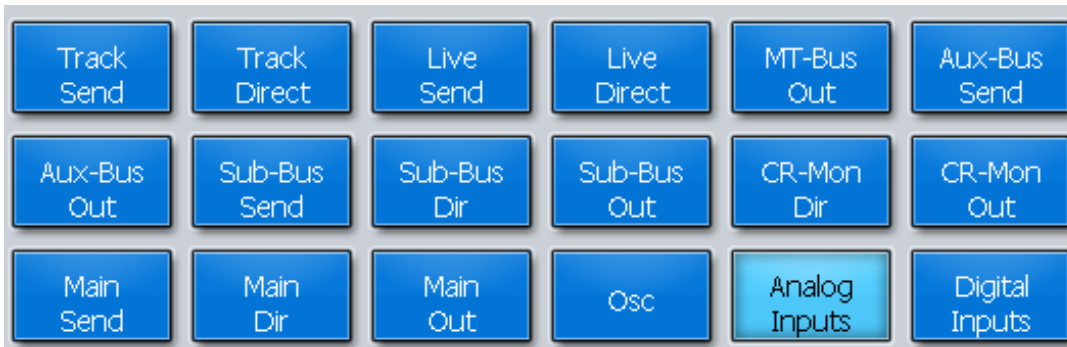 Track Send
Track Direct
Live Send
Live Direct
MT-Bus Out
Aux-Bus Send
Aux-Bus Out
Sub-Bus Send
Sub-Bus Dir
Sub-Bus Out
CR-Mon Dir
CR-Mon Out
Main Send
Main Dir
Main Out
Osc
Analog Inputs
Digital Inputs